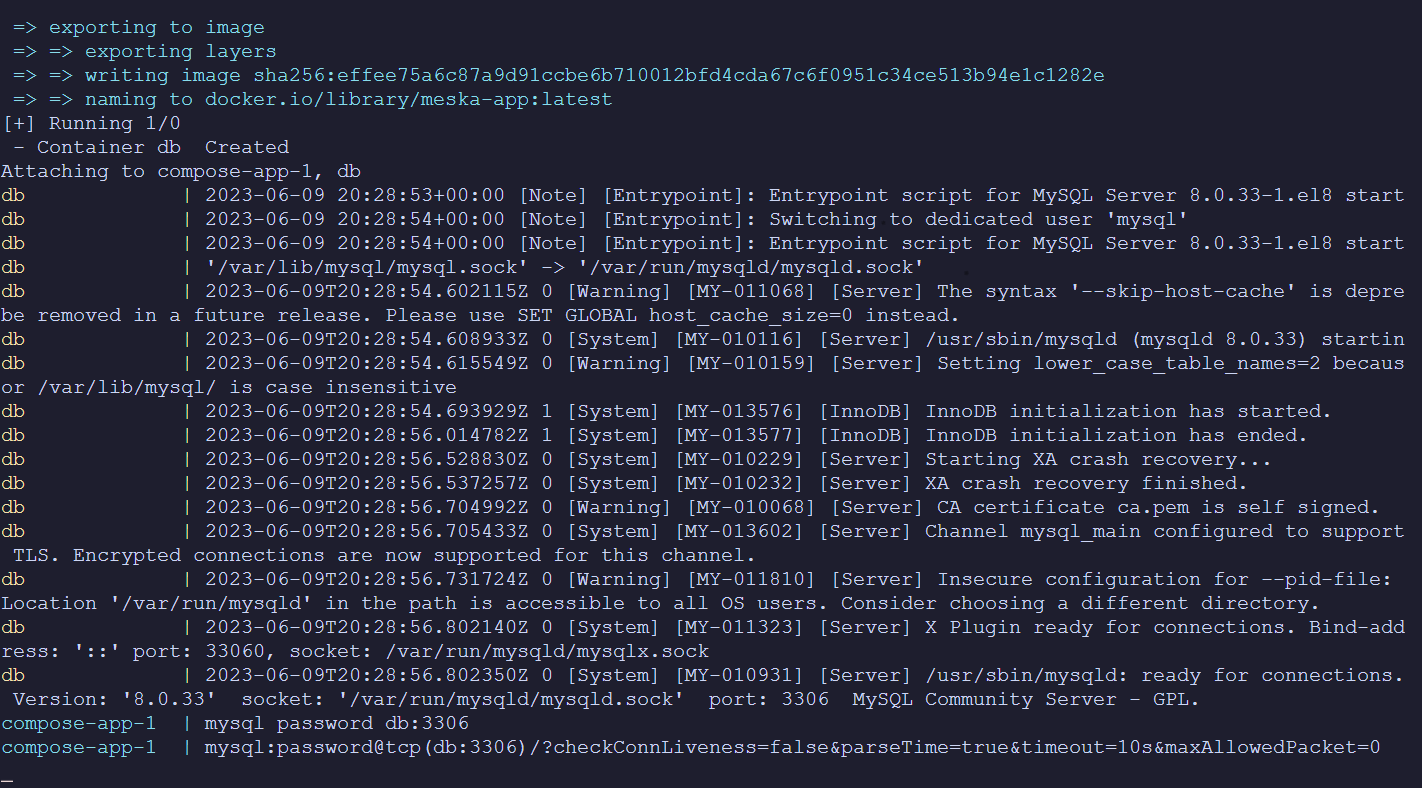 => exporting to image
=> => exporting layers
=> => writing image sha256:effee75a6c87a9d91ccbe6b710012bfd4cda67c6f0951c34ce513b94e1c1282e
=> => naming to docker.io/library/meska-app:latest
[+] Running 1/0
- Container db  Created
Attaching to compose-app-1, db
db             | 2023-06-09 20:28:53+00:00 [Note] [Entrypoint]: Entrypoint script for MySQL Server 8.0.33-1.el8 start
db             | 2023-06-09 20:28:54+00:00 [Note] [Entrypoint]: Switching to dedicated user 'mysql'
db             | 2023-06-09 20:28:54+00:00 [Note] [Entrypoint]: Entrypoint script for MySQL Server 8.0.33-1.el8 start
db             | '/var/lib/mysql/mysql.sock' -> '/var/run/mysqld/mysqld.sock'
db             | 2023-06-09T20:28:54.602115Z 0 [Warning] [MY-011068] [Server] The syntax '--skip-host-cache' is depre
be removed in a future release. Please use SET GLOBAL host_cache_size=0 instead.
db             | 2023-06-09T20:28:54.608933Z 0 [System] [MY-010116] [Server] /usr/sbin/mysqld (mysqld 8.0.33) startin
db             | 2023-06-09T20:28:54.615549Z 0 [Warning] [MY-010159] [Server] Setting lower_case_table_names=2 becaus
or /var/lib/mysql/ is case insensitive
db             | 2023-06-09T20:28:54.693929Z 1 [System] [MY-013576] [InnoDB] InnoDB initialization has started.
db             | 2023-06-09T20:28:56.014782Z 1 [System] [MY-013577] [InnoDB] InnoDB initialization has ended.
db             | 2023-06-09T20:28:56.528830Z 0 [System] [MY-010229] [Server] Starting XA crash recovery...
db             | 2023-06-09T20:28:56.537257Z 0 [System] [MY-010232] [Server] XA crash recovery finished.
db             | 2023-06-09T20:28:56.704992Z 0 [Warning] [MY-010068] [Server] CA certificate ca.pem is self signed.
db             | 2023-06-09T20:28:56.705433Z 0 [System] [MY-013602] [Server] Channel mysql_main configured to support
TLS. Encrypted connections are now supported for this channel.
db             | 2023-06-09T20:28:56.731724Z 0 [Warning] [MY-011810] [Server] Insecure configuration for --pid-file:
Location '/var/run/mysqld' in the path is accessible to all OS users. Consider choosing a different directory.
db             | 2023-06-09T20:28:56.802140Z 0 [System] [MY-011323] [Server] X Plugin ready for connections. Bind-add
ress: '::' port: 33060, socket: /var/run/mysqld/mysqlx.sock
db             | 2023-06-09T20:28:56.802350Z 0 [System] [MY-010931] [Server] /usr/sbin/mysqld: ready for connections.
Version: '8.0.33'  socket: '/var/run/mysqld/mysqld.sock'  port: 3306  MySQL Community Server - GPL.
compose-app-1  | mysql password db:3306
compose-app-1  | mysql:password@tcp(db:3306)/?checkConnLiveness=false&parseTime=true&timeout=10s&maxAllowedPacket=0